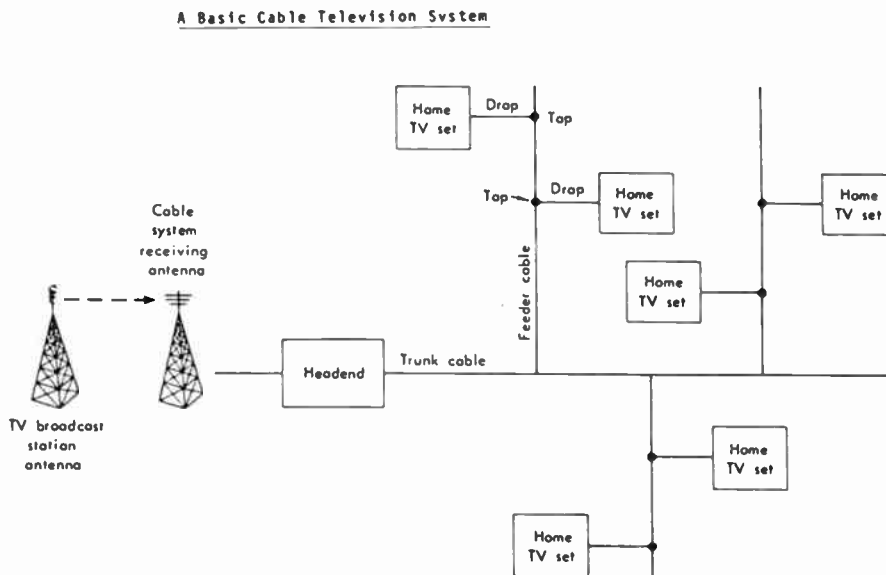 A Basic Cable Television Svstem
Home
TV set
Drop
Tap
Tap
Drop
Home
TV set
Home
TV set
Home
TV set
Cable
system
receiving
antenna
Feeder cable
Headend
Trunk cable
TV broadcast
station
antenna
Home
TV set
Home
TV set